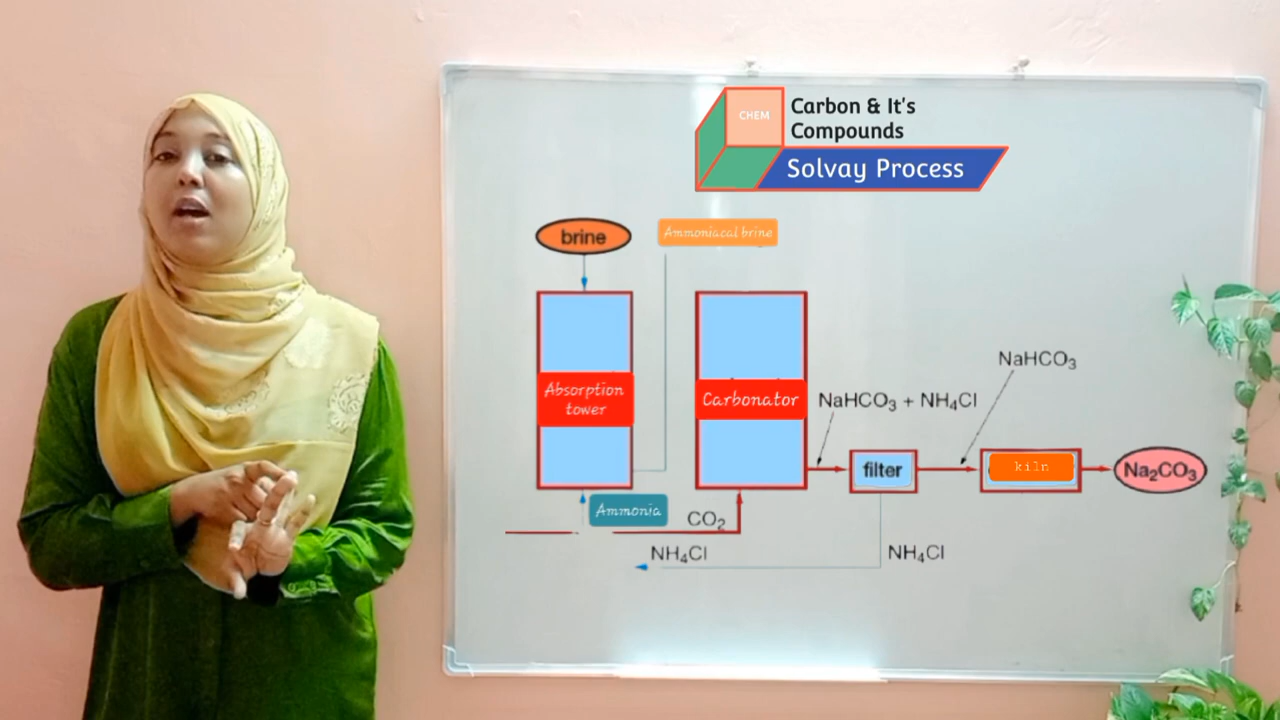 CHEM
Carbon & It's
Compounds
Solvay Process
brine
Ammoniacal brine
Absorption
tower
Carbonator
NaHCO₃ + NH₄Cl
NaHCO₃
filter
kiln
Na₂CO₃
Ammonia
CO₂
NH₄Cl
NH₄Cl